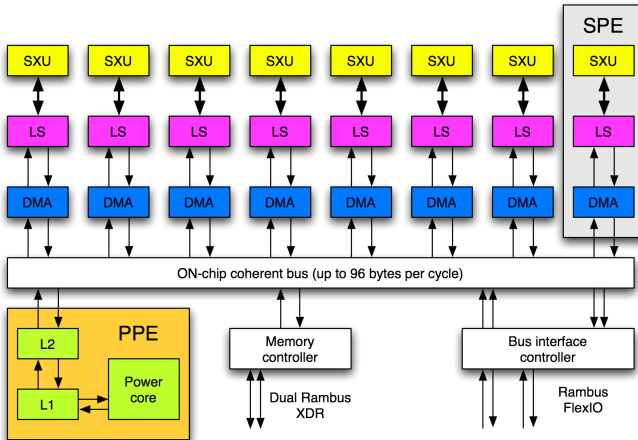 SPE
SXU SXU SXU SXU SXU SXU SXU SXU
LS LS LS LS LS LS LS LS
DMA DMA DMA DMA DMA DMA DMA DMA
ON-chip coherent bus (up to 96 bytes per cycle)
PPE
L2
L1
Power
core
Memory
controller
Dual Rambus
XDR
Bus interface
controller
Rambus
FlexIO